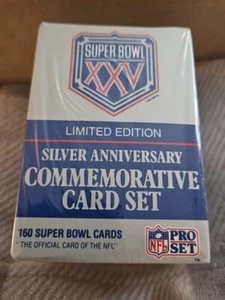 SUPER BOWL
XXV
LIMITED EDITION
SILVER ANNIVERSARY
COMMEMORATIVE
CARD SET
160 SUPER BOWL CARDS
"THE OFFICIAL CARD OF THE NFL"
NFL
PRO
SET